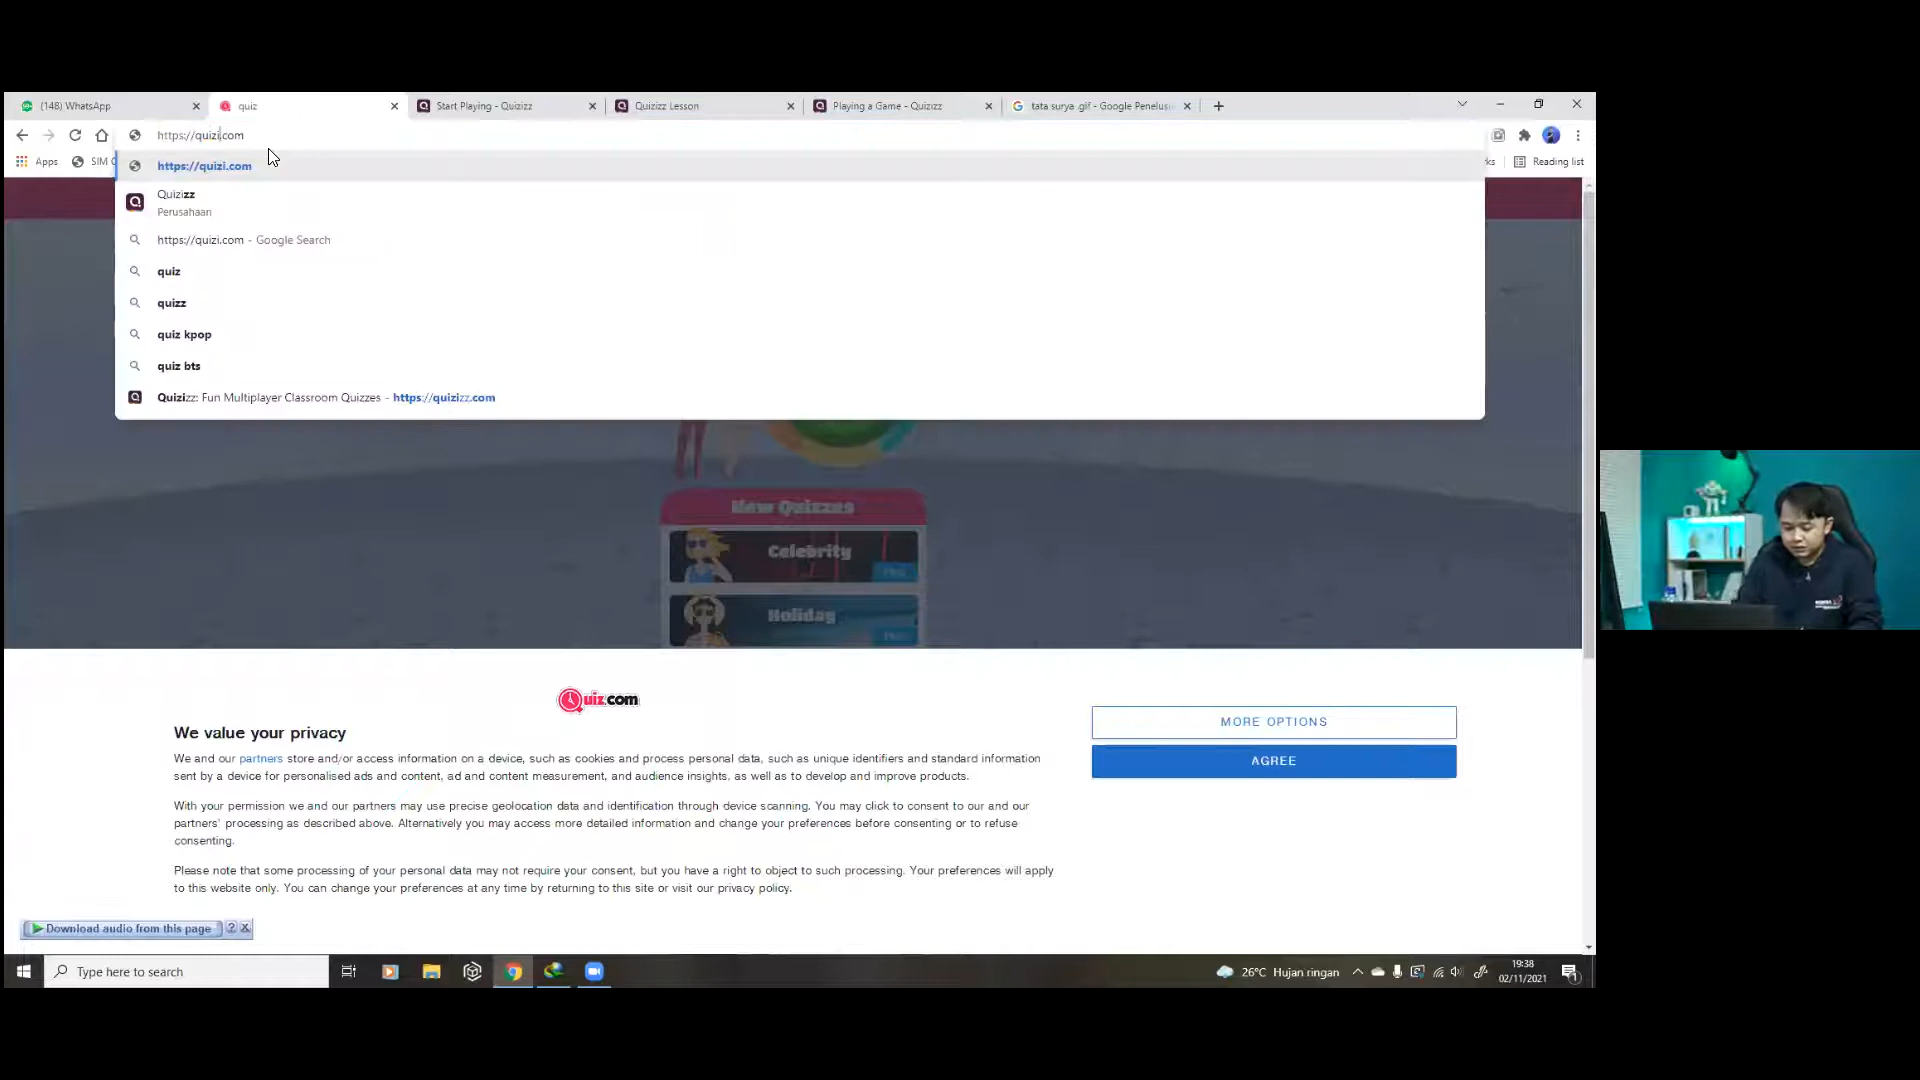 (148) WhatsApp
quiz
Start Playing - Quizizz
Quizizz Lesson
Playing a Game - Quizizz
tata surya .gif - Google Penelusu
https://quizi.com
Apps
SIM
ks
Reading list
https://quizi.com
Quizizz
Perusahaan
https://quizi.com - Google Search
quiz
quizz
quiz kpop
quiz bts
Quizizz: Fun Multiplayer Classroom Quizzes - https://quizizz.com
New Quizzes
Celebrity
Holiday
Quiz.com
We value your privacy
We and our partners store and/or access information on a device, such as cookies and process personal data, such as unique identifiers and standard information
sent by a device for personalised ads and content, ad and content measurement, and audience insights, as well as to develop and improve products.
With your permission we and our partners may use precise geolocation data and identification through device scanning. You may click to consent to our and our
partners' processing as described above. Alternatively you may access more detailed information and change your preferences before consenting or to refuse
consenting.
Please note that some processing of your personal data may not require your consent, but you have a right to object to such processing. Your preferences will apply
to this website only. You can change your preferences at any time by returning to this site or visit our privacy policy.
MORE OPTIONS
AGREE
Download audio from this page
? X
Type here to search
26°C Hujan ringan
19:38
02/11/2021
1